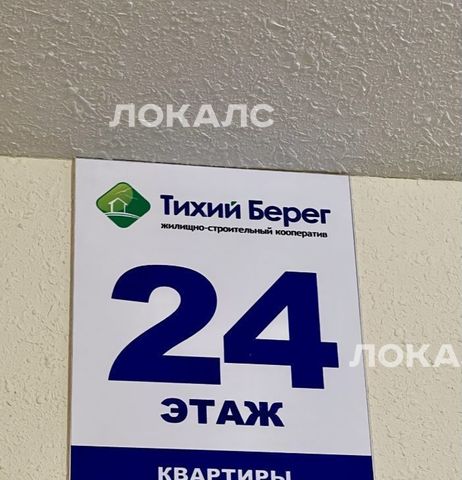 ЛОКАЛС
Тихий Берег
жилищно-строительный кооператив
24
ЛОКА
ЭТАЖ
КВАРТИРЫ